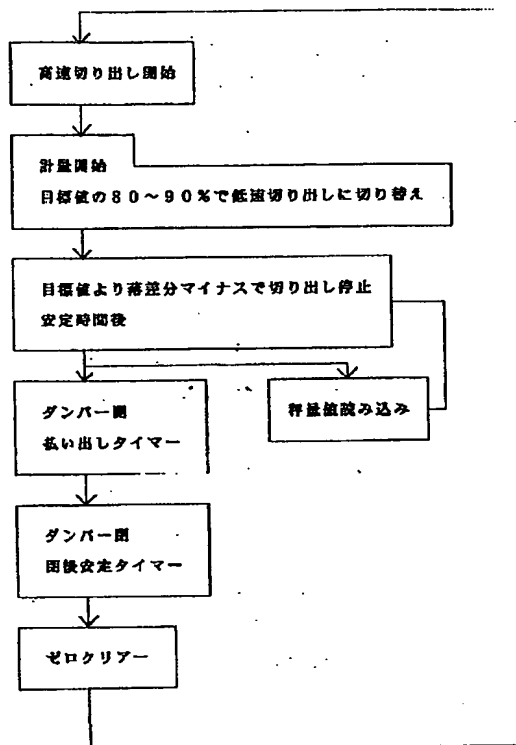 高速切り出し開始
計量開始
目標値の80~90%で低速切り出しに切り替え
目標値より落差分マイナスで切り出し停止
安定時間後
ダンパー開
払い出しタイマー
秤量値読み込み
ダンパー閉
閉後安定タイマー
ゼロクリアー